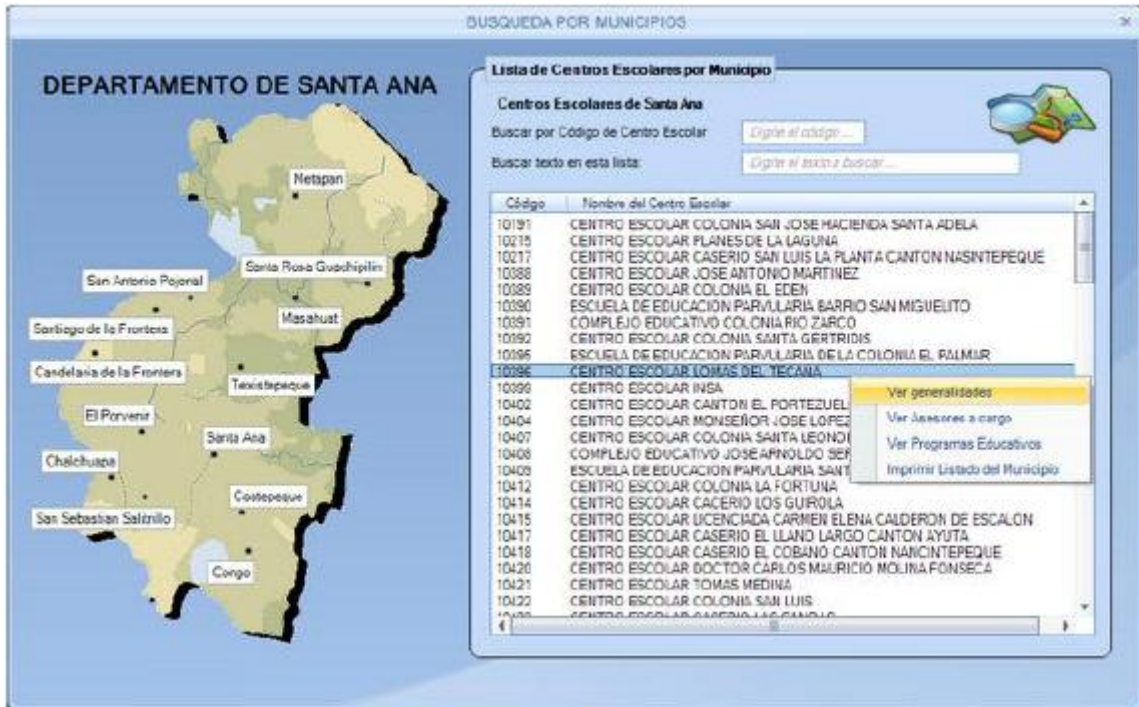 BUSQUEDA POR MUNICIPIOS
DEPARTAMENTO DE SANTA ANA
Metapan
Santa Rosa Guachipilin
San Antonio Pajonal
Masahuat
Santiago de la Frontera
Candelaria de la Frontera
Texistepeque
El Porvenir
Santa Ana
Chalchuapa
Coatepeque
San Sebastian Salitrillo
Congo
Lista de Centros Escolares por Municipio
Centros Escolares de Santa Ana
Buscar por Código de Centro Escolar
Digite el código ...
Buscar texto en esta lista:
Digite el texto a buscar ...
Código Nombre del Centro Escolar
10191 CENTRO ESCOLAR COLONIA SAN JOSE HACIENDA SANTA ADELA
10215 CENTRO ESCOLAR PLANES DE LA LAGUNA
10217 CENTRO ESCOLAR CASERIO SAN LUIS LA PLANTA CANTON NASINTEPEQUE
10388 CENTRO ESCOLAR JOSE ANTONIO MARTINEZ
10389 CENTRO ESCOLAR COLONIA EL EDEN
10390 ESCUELA DE EDUCACION PARVULARIA BARRIO SAN MIGUELITO
10391 COMPLEJO EDUCATIVO COLONIA RIO ZARCO
10392 CENTRO ESCOLAR COLONIA SANTA GERTRIDIS
10395 ESCUELA DE EDUCACION PARVULARIA DE LA COLONIA EL PALMAR
10396 CENTRO ESCOLAR LOMAS DEL TECANA
10399 CENTRO ESCOLAR INSA
10402 CENTRO ESCOLAR CANTON EL PORTEZUEL
10404 CENTRO ESCOLAR MONSEÑOR JOSE LOPEZ
10407 CENTRO ESCOLAR COLONIA SANTA LEONOR
10408 COMPLEJO EDUCATIVO JOSE ARNOLDO SER
10409 ESCUELA DE EDUCACION PARVULARIA SANT
10412 CENTRO ESCOLAR COLONIA LA FORTUNA
10414 CENTRO ESCOLAR CACERIO LOS GUIROLA
10415 CENTRO ESCOLAR LICENCIADA CARMEN ELENA CALDERON DE ESCALON
10417 CENTRO ESCOLAR CASERIO EL LLANO LARGO CANTON AYUTA
10418 CENTRO ESCOLAR CASERIO EL COBANO CANTON NANCINTEPEQUE
10420 CENTRO ESCOLAR DOCTOR CARLOS MAURICIO MOLINA FONSECA
10421 CENTRO ESCOLAR TOMAS MEDINA
10422 CENTRO ESCOLAR COLONIA SAN LUIS
Ver generalidades
Ver Asesores a cargo
Ver Programas Educativos
Imprimir Listado del Municipio